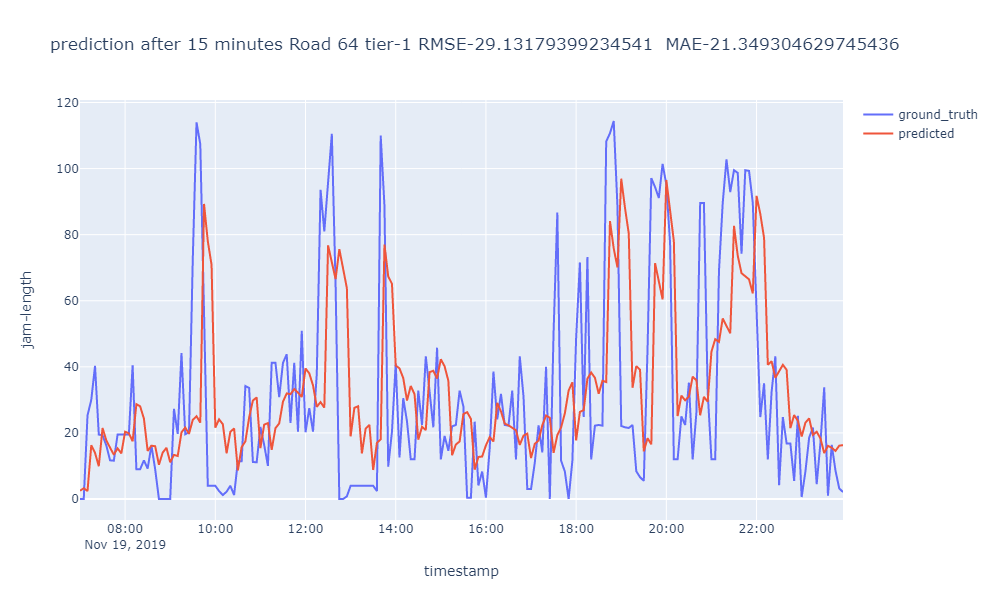 prediction after 15 minutes Road 64 tier-1 RMSE-29.13179399234541  MAE-21.349304629745436
ground_truth
predicted
120
100
80
60
40
20
0
jam-length
08:00 10:00 12:00 14:00 16:00 18:00 20:00 22:00
Nov 19, 2019
timestamp